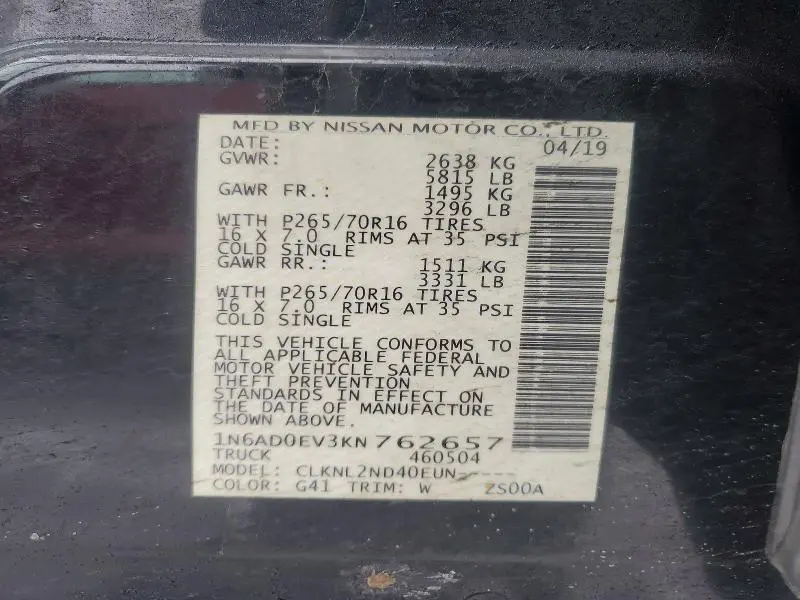 MFD BY NISSAN MOTOR CO., LTD.
DATE: 04/19
GVWR: 2638 KG
5815 LB
GAWR FR.: 1495 KG
3296 LB
WITH P265/70R16 TIRES
16 X 7.0 RIMS AT 35 PSI
COLD SINGLE
GAWR RR.: 1511 KG
3331 LB
WITH P265/70R16 TIRES
16 X 7.0 RIMS AT 35 PSI
COLD SINGLE
THIS VEHICLE CONFORMS TO
ALL APPLICABLE FEDERAL
MOTOR VEHICLE SAFETY AND
THEFT PREVENTION
STANDARDS IN EFFECT ON
THE DATE OF MANUFACTURE
SHOWN ABOVE.
1N6AD0EV3KN762657
TRUCK 460504
MODEL: CLKNL2ND40EUN-----
COLOR: G41 TRIM: W ZS00A